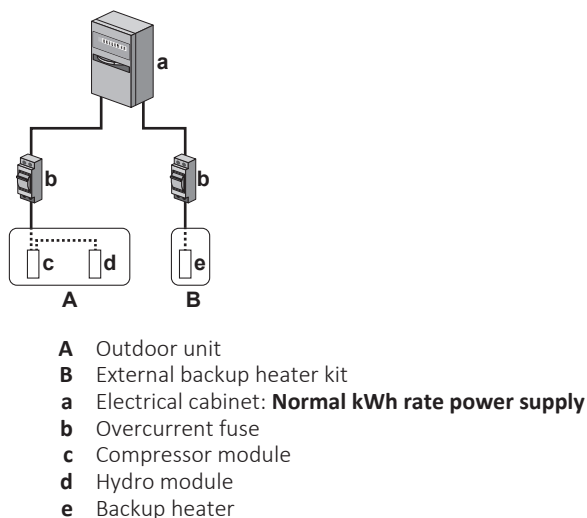 a
b
b
c
d
e
A
B
A Outdoor unit
B External backup heater kit
a Electrical cabinet: Normal kWh rate power supply
b Overcurrent fuse
c Compressor module
d Hydro module
e Backup heater